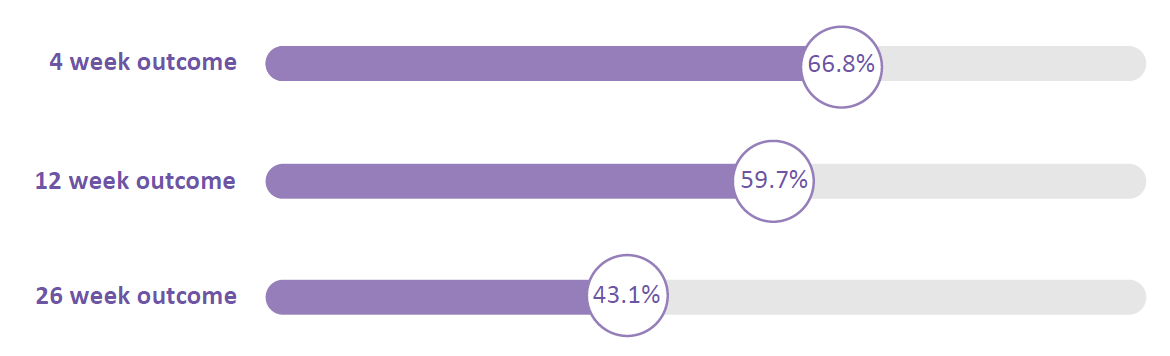 4 week outcome 66.8%
12 week outcome 59.7%
26 week outcome 43.1%